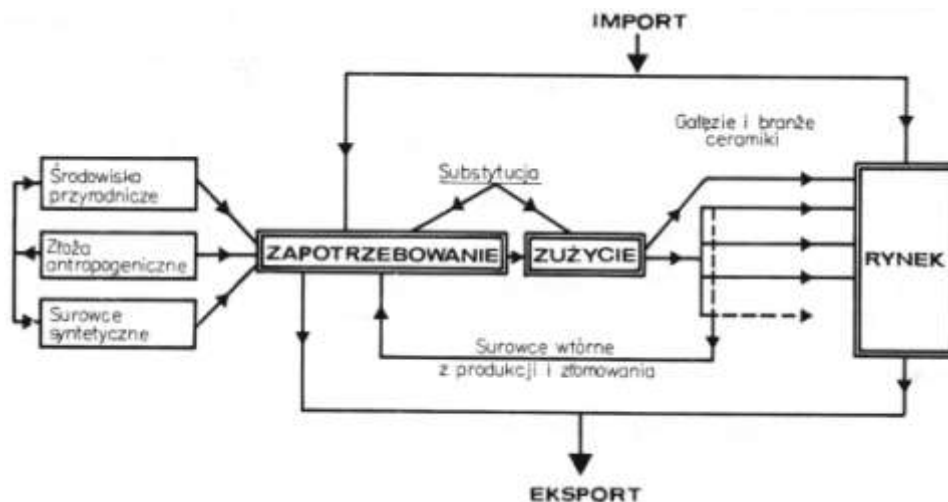 IMPORT
Gałęzie i branże
ceramiki
Środowiska
przyrodnicze
Substytucja
Złoża
antropogeniczne
ZAPOTRZEBOWANIE
ZUŻYCIE
RYNEK
Surowce
syntetyczne
Surowce wtórne
z produkcji i złomowania
EKSPORT